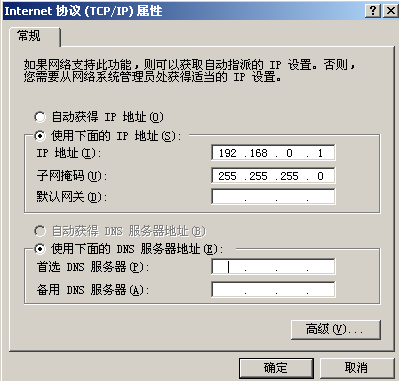 Internet 协议 (TCP/IP) 属性
常规
如果网络支持此功能，则可以获取自动指派的 IP 设置。否则，
您需要从网络系统管理员处获得适当的 IP 设置。
自动获得 IP 地址(O)
使用下面的 IP 地址(S):
IP 地址(I): 192 .168 . 0 . 1
子网掩码(U): 255 .255 .255 . 0
默认网关(D): . . .
自动获得 DNS 服务器地址(B)
使用下面的 DNS 服务器地址(E):
首选 DNS 服务器(P): . . .
备用 DNS 服务器(A): . . .
高级(V)...
确定 取消